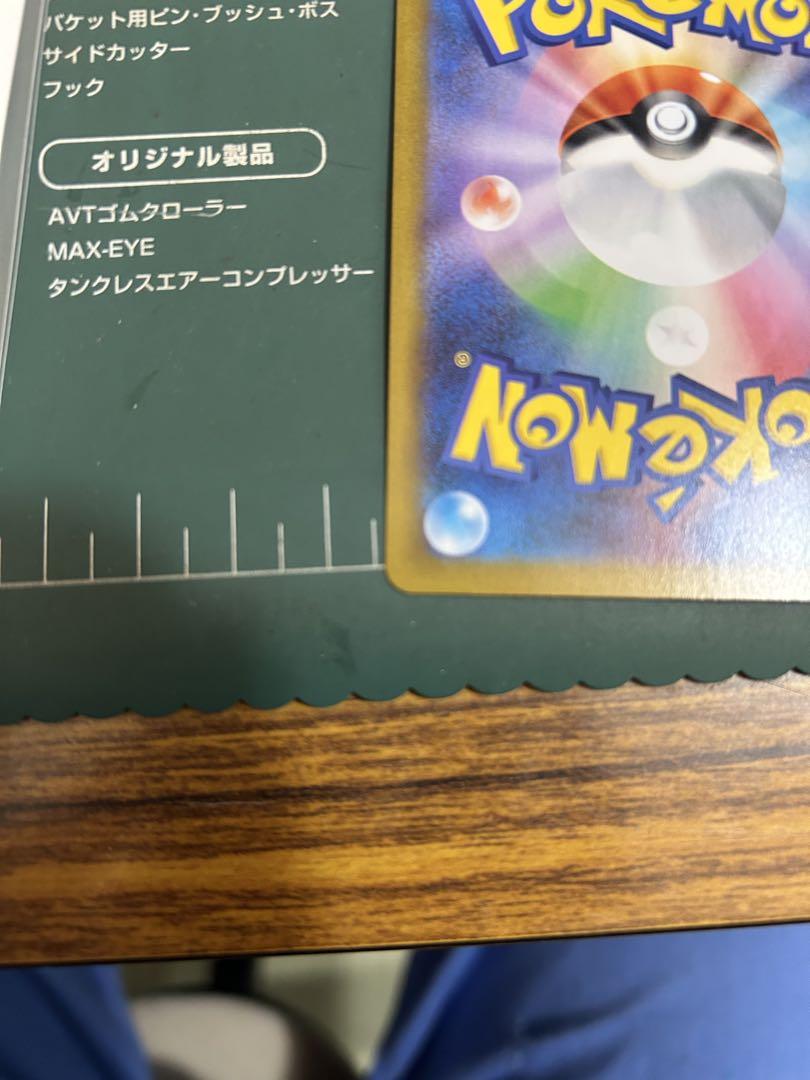 バケット用ピン・ブッシュ・ボス
サイドカッター
フック
オリジナル製品
AVTゴムクローラー
MAX-EYE
タンクレスエアーコンプレッサー
POKÉMON
©
POKÉMON